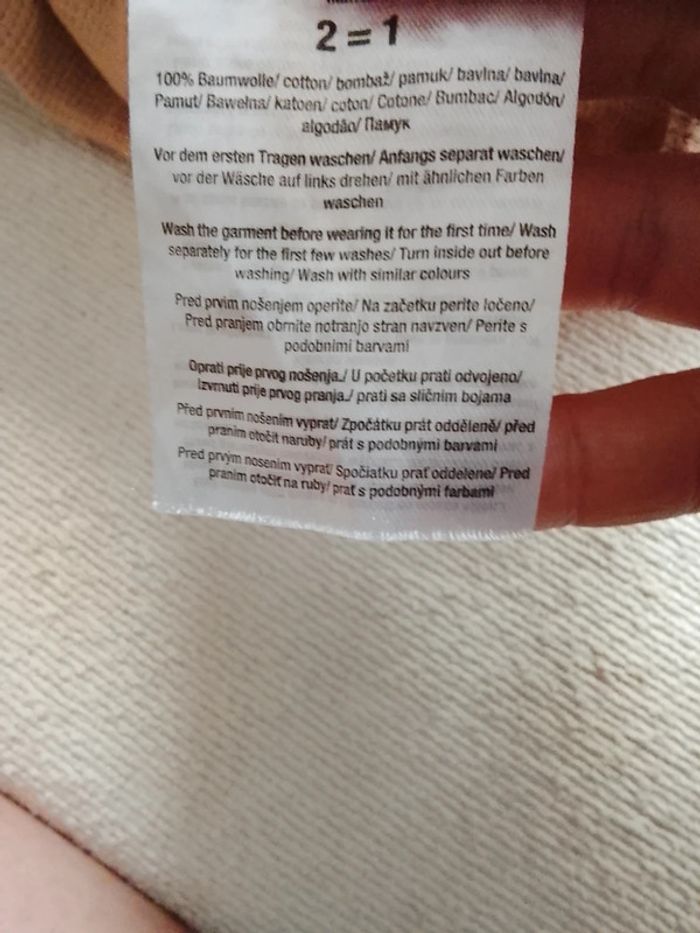 2 = 1
100% Baumwolle/ cotton/ bombaž/ pamuk/ bavlna/ bavlna/
Pamut/ Bawełna/ katoen/ coton/ Cotone/ Bumbac/ Algodón/
algodão/ Памук
Vor dem ersten Tragen waschen/ Anfangs separat waschen/
vor der Wäsche auf links drehen/ mit ähnlichen Farben
waschen
Wash the garment before wearing it for the first time/ Wash
separately for the first few washes/ Turn inside out before
washing/ Wash with similar colours
Pred prvim nošenjem operite/ Na začetku perite ločeno/
Pred pranjem obrnite notranjo stran navzven/ Perite s
podobnimi barvami
Oprati prije prvog nošenja./ U početku prati odvojeno/
Izvrnuti prije prvog pranja./ prati sa sličnim bojama
Před prvním nošením vyprat/ Zpočátku prát odděleně/ před
praním otočit naruby/ prát s podobnými barvami
Pred prvým nosením vyprať/ Spočiatku prať oddelene/ Pred
praním otočiť na ruby/ prať s podobnými farbami